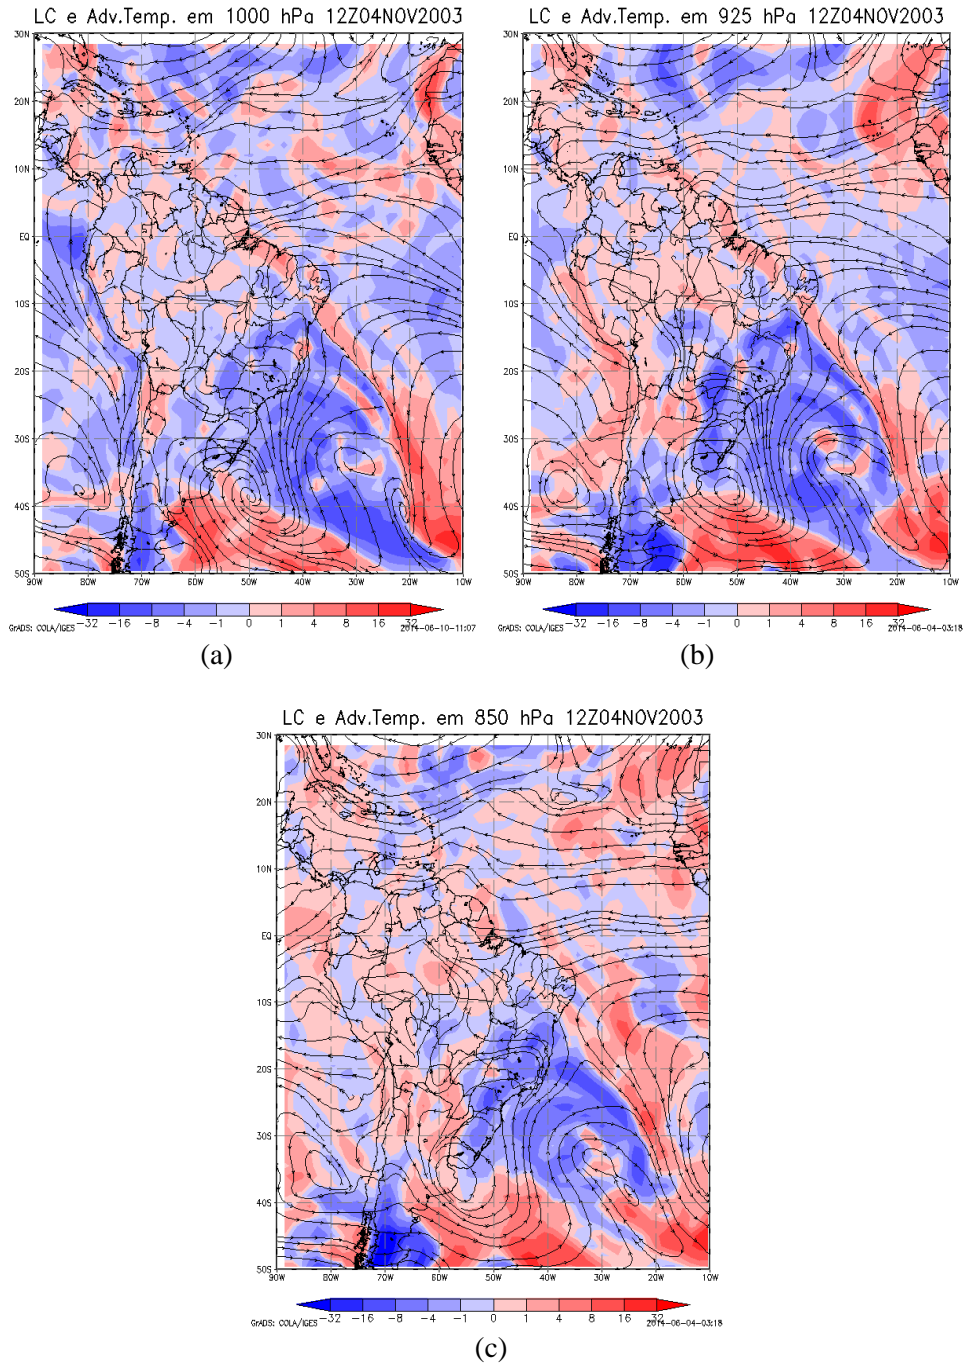 LC e Adv.Temp. em 1000 hPa 12Z04NOV2003
30N
20N
10N
EQ
10S
20S
30S
40S
50S
90W 80W 70W 60W 50W 40W 30W 20W 10W
-32 -16 -8 -4 -1 0 1 4 8 16 32
GrADS: COLA/IGES
2014-06-10-11:07
(a)
LC e Adv.Temp. em 925 hPa 12Z04NOV2003
30N
20N
10N
EQ
10S
20S
30S
40S
50S
90W 80W 70W 60W 50W 40W 30W 20W 10W
-32 -16 -8 -4 -1 0 1 4 8 16 32
GrADS: COLA/IGES
2014-06-04-03:18
(b)
LC e Adv.Temp. em 850 hPa 12Z04NOV2003
30N
20N
10N
EQ
10S
20S
30S
40S
50S
90W 80W 70W 60W 50W 40W 30W 20W 10W
-32 -16 -8 -4 -1 0 1 4 8 16 32
GrADS: COLA/IGES
2014-06-04-03:18
(c)